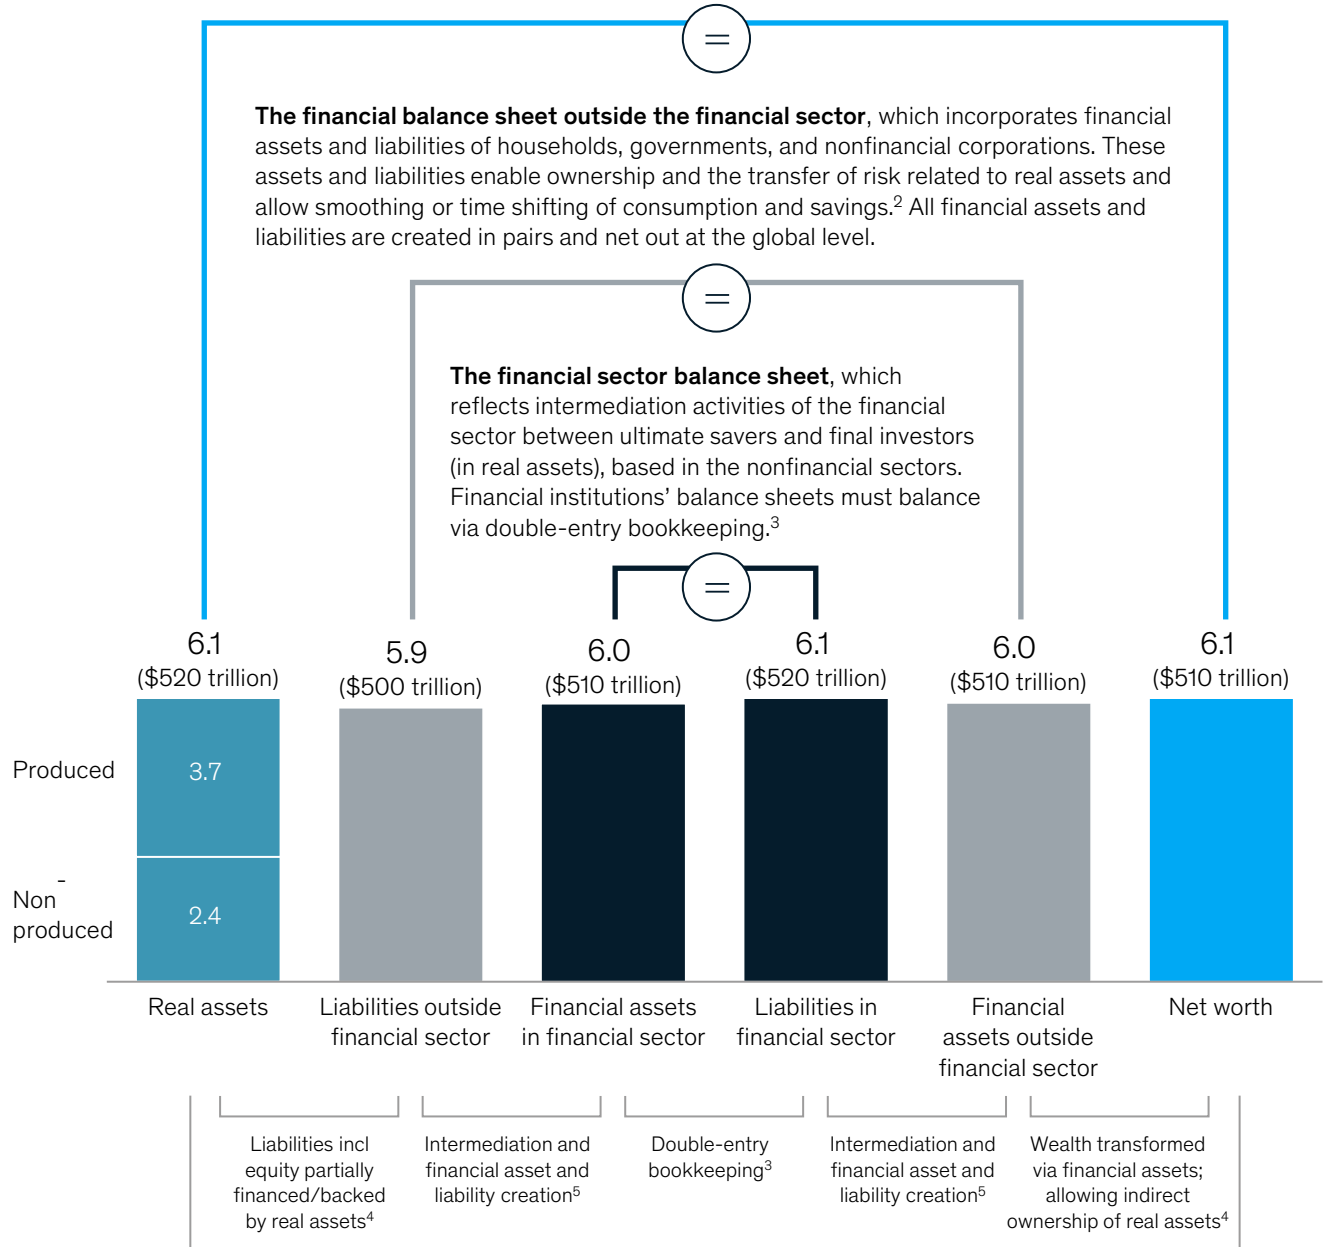 =
The financial balance sheet outside the financial sector, which incorporates financial
assets and liabilities of households, governments, and nonfinancial corporations. These
assets and liabilities enable ownership and the transfer of risk related to real assets and
allow smoothing or time shifting of consumption and savings.² All financial assets and
liabilities are created in pairs and net out at the global level.
=
The financial sector balance sheet, which
reflects intermediation activities of the financial
sector between ultimate savers and final investors
(in real assets), based in the nonfinancial sectors.
Financial institutions’ balance sheets must balance
via double-entry bookkeeping.³
=
6.1
($520 trillion)
5.9
($500 trillion)
6.0
($510 trillion)
6.1
($520 trillion)
6.0
($510 trillion)
6.1
($510 trillion)
Produced
3.7
Non-
produced
2.4
Real assets
Liabilities outside
financial sector
Financial assets
in financial sector
Liabilities in
financial sector
Financial
assets outside
financial sector
Net worth
Liabilities incl
equity partially
financed/backed
by real assets⁴
Intermediation and
financial asset and
liability creation⁵
Double-entry
bookkeeping³
Intermediation and
financial asset and
liability creation⁵
Wealth transformed
via financial assets;
allowing indirect
ownership of real assets⁴